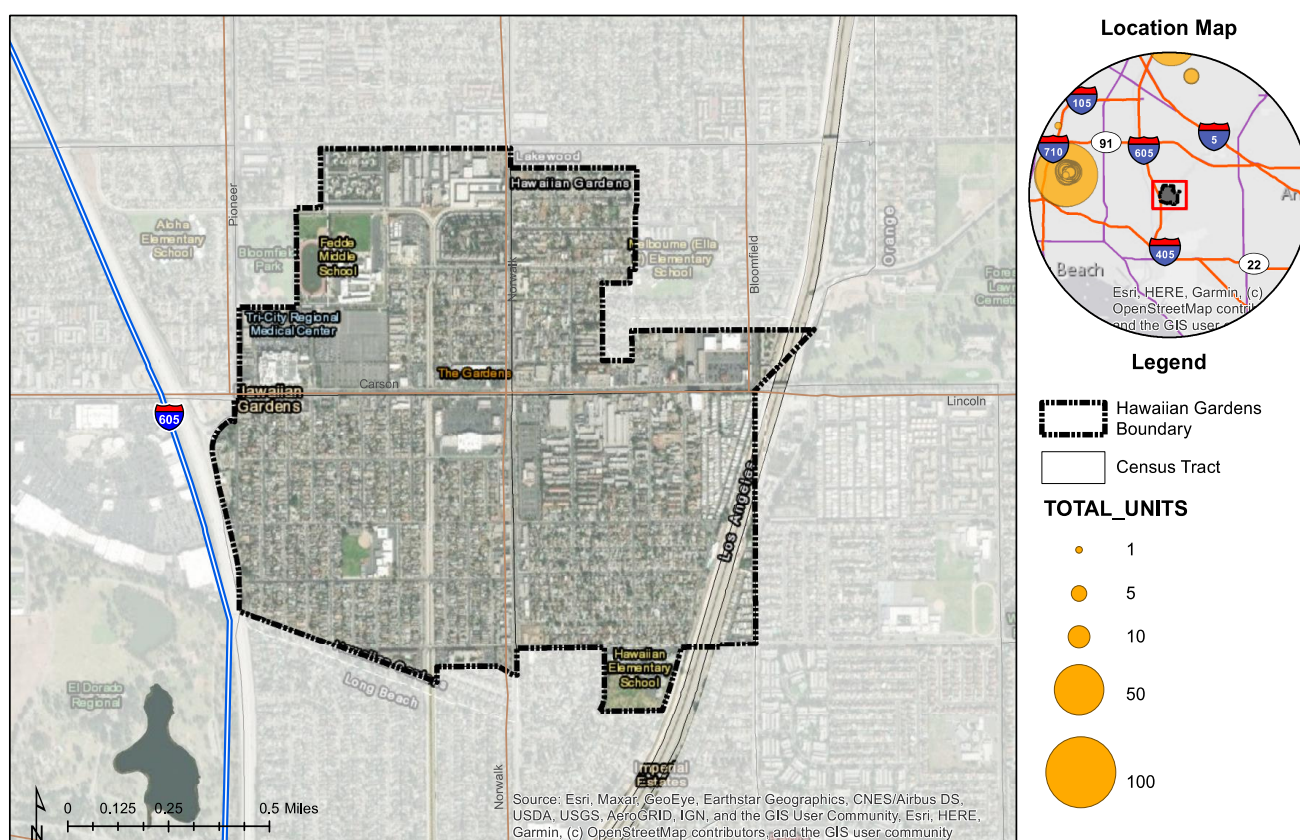 Lakewood
Hawaiian Gardens
Pioneer
Aloha
Elementary
School
Bloomfield
Park
Fedde
Middle
School
Melbourne (Ella
) Elementary
School
Norwalk
Bloomfield
Orange
Tri-City Regional
Medical Center
The Gardens
Carson
Hawaiian
Gardens
Lincoln
605
Los Angeles
Hawaiian
Elementary
School
Long Beach
El Dorado
Regional
Imperial
Estates
Norwalk
N
0 0.125 0.25 0.5 Miles
Source: Esri, Maxar, GeoEye, Earthstar Geographics, CNES/Airbus DS,
USDA, USGS, AeroGRID, IGN, and the GIS User Community, Esri, HERE,
Garmin, (c) OpenStreetMap contributors, and the GIS user community
Location Map
105
5
710
91
605
An
405
Beach
22
Esri, HERE, Garmin, (c)
OpenStreetMap contri
and the GIS user
Legend
Hawaiian Gardens
Boundary
Census Tract
TOTAL_UNITS
1
5
10
50
100